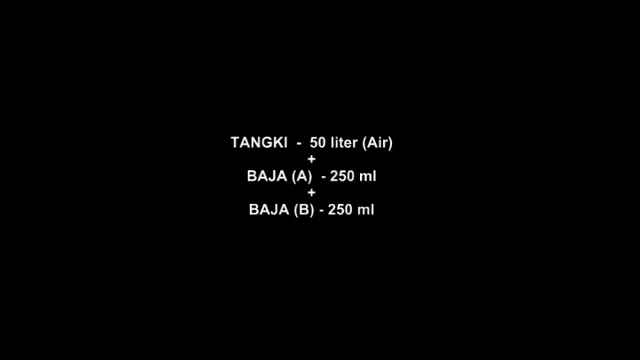 TANGKI - 50 liter (Air)
+
BAJA (A) - 250 ml
+
BAJA (B) - 250 ml